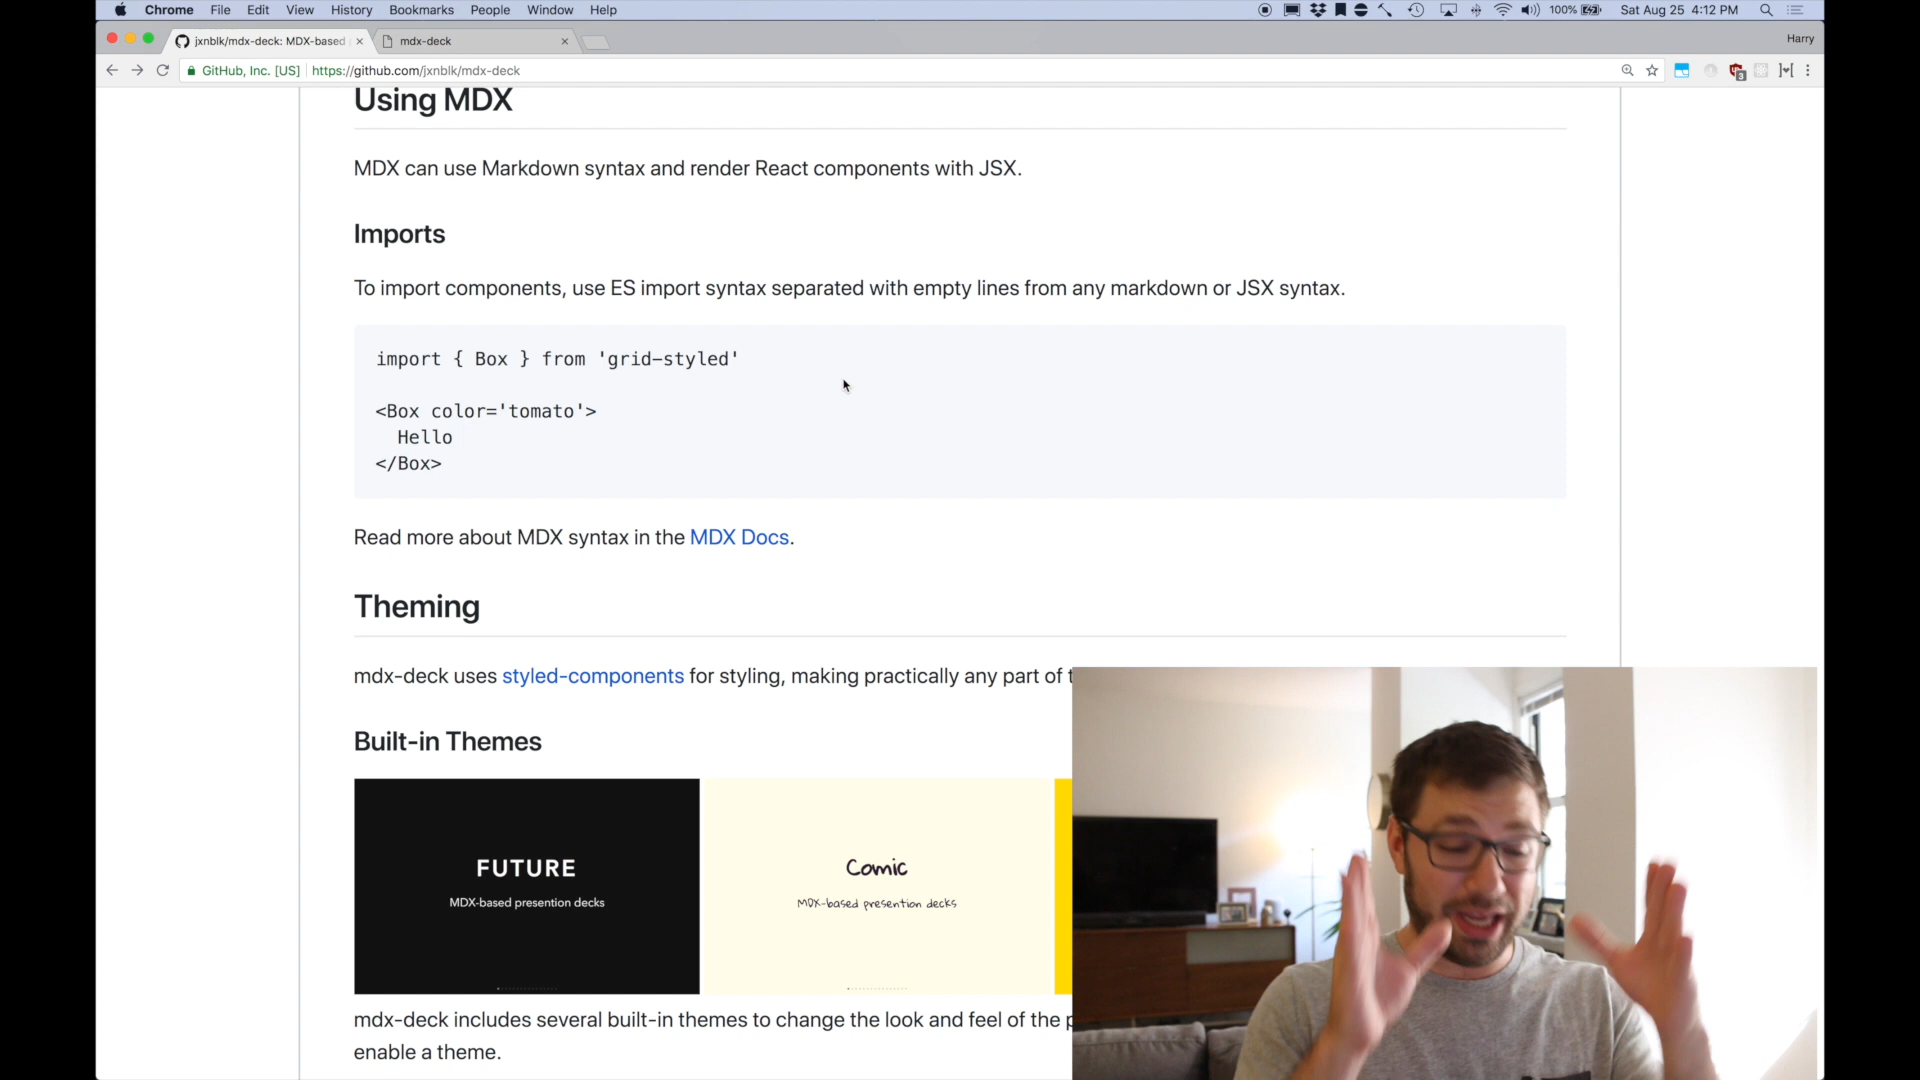 Chrome File Edit View History Bookmarks People Window Help 100% Sat Aug 25 4:12 PM
jxnblk/mdx-deck: MDX-based mdx-deck Harry
GitHub, Inc. [US] https://github.com/jxnblk/mdx-deck 3
Using MDX
MDX can use Markdown syntax and render React components with JSX.
Imports
To import components, use ES import syntax separated with empty lines from any markdown or JSX syntax.
import { Box } from 'grid-styled'
<Box color='tomato'>
Hello
</Box>
Read more about MDX syntax in the MDX Docs.
Theming
mdx-deck uses styled-components for styling, making practically any part of
Built-in Themes
FUTURE
MDX-based presention decks
Comic
MDX-based presention decks
mdx-deck includes several built-in themes to change the look and feel of the
enable a theme.